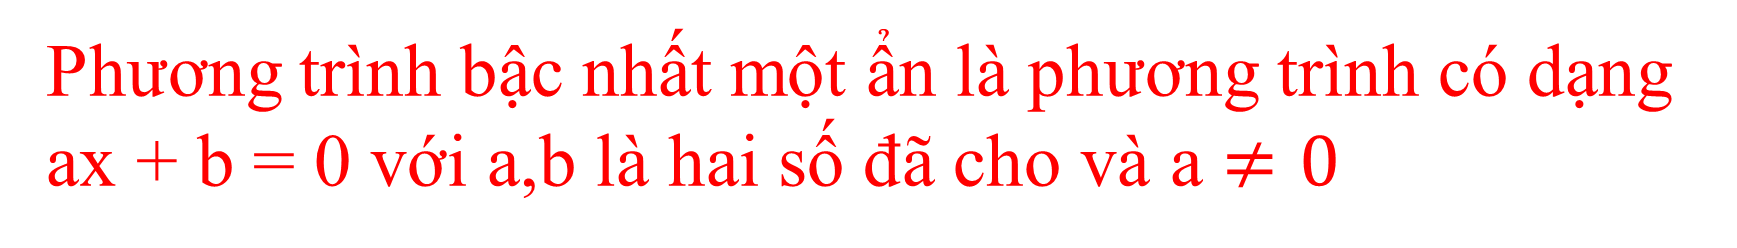 Phương trình bậc nhất một ẩn là phương trình có dạng
ax + b = 0 với a,b là hai số đã cho và a ≠ 0